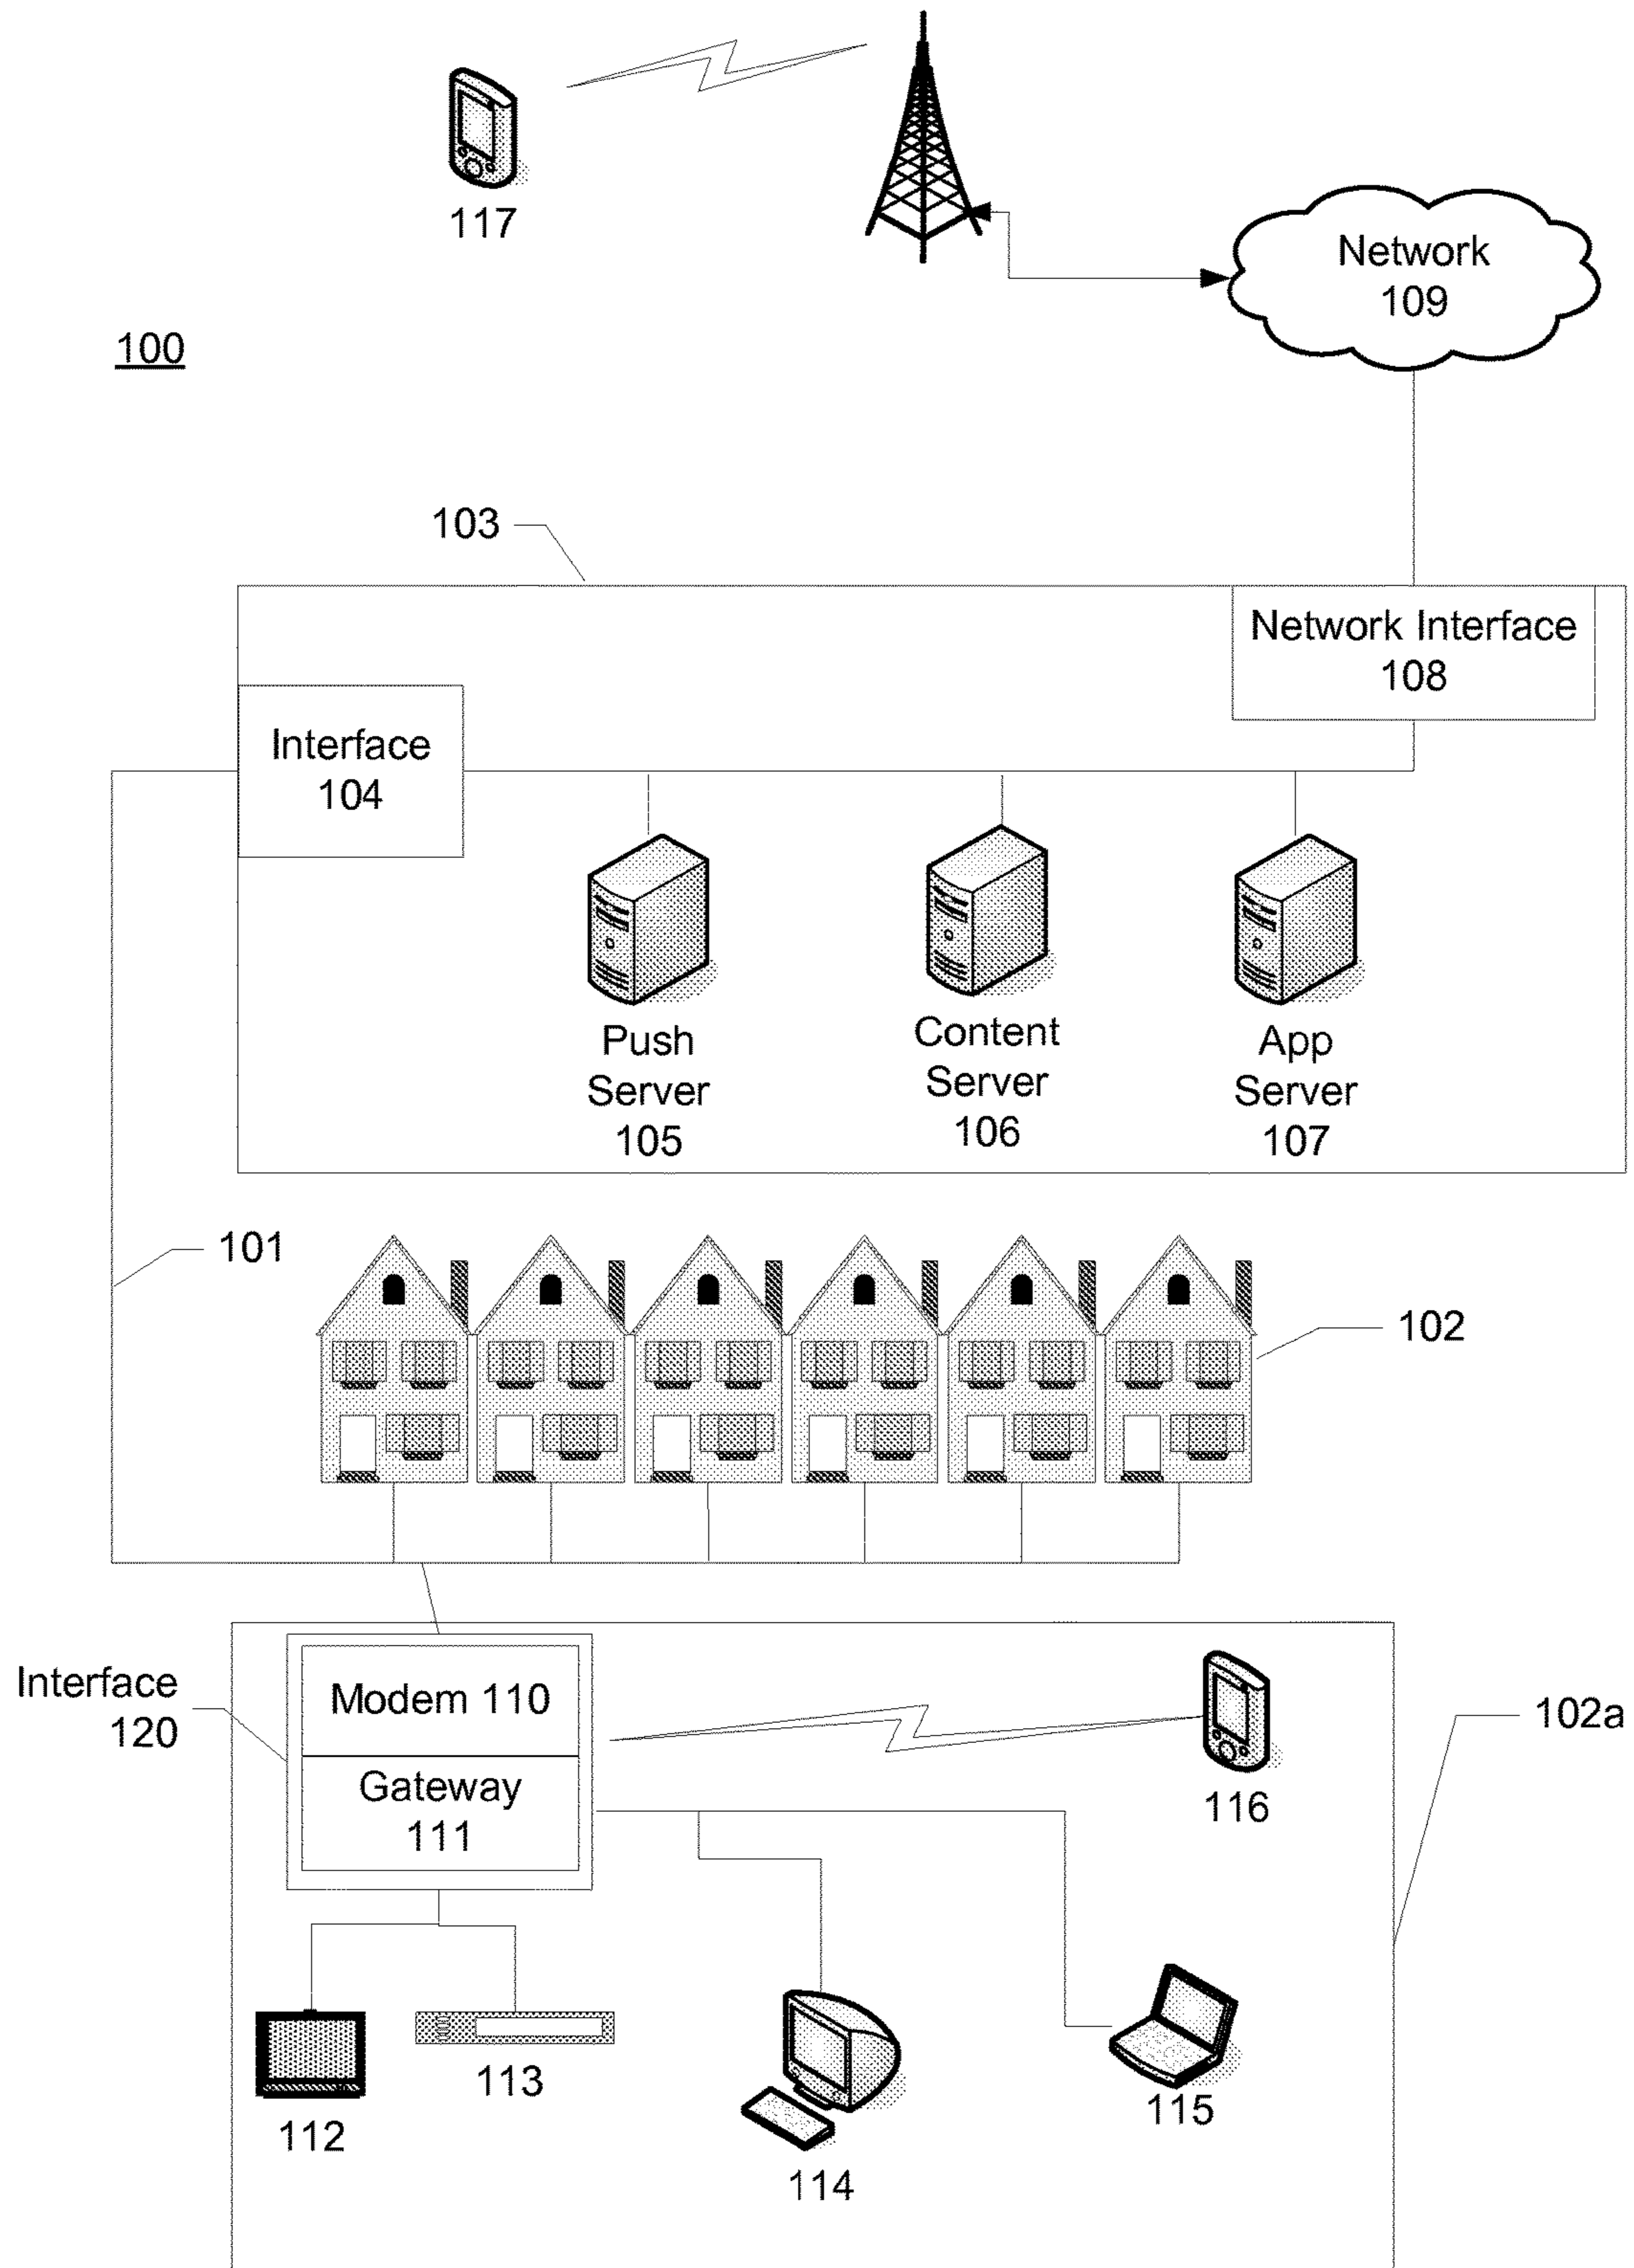 117
Network
109
100
103
Network Interface
108
Interface
104
Push
Server
105
Content
Server
106
App
Server
107
101
102
Interface
120
Modem 110
Gateway
111
102a
116
112
113
114
115